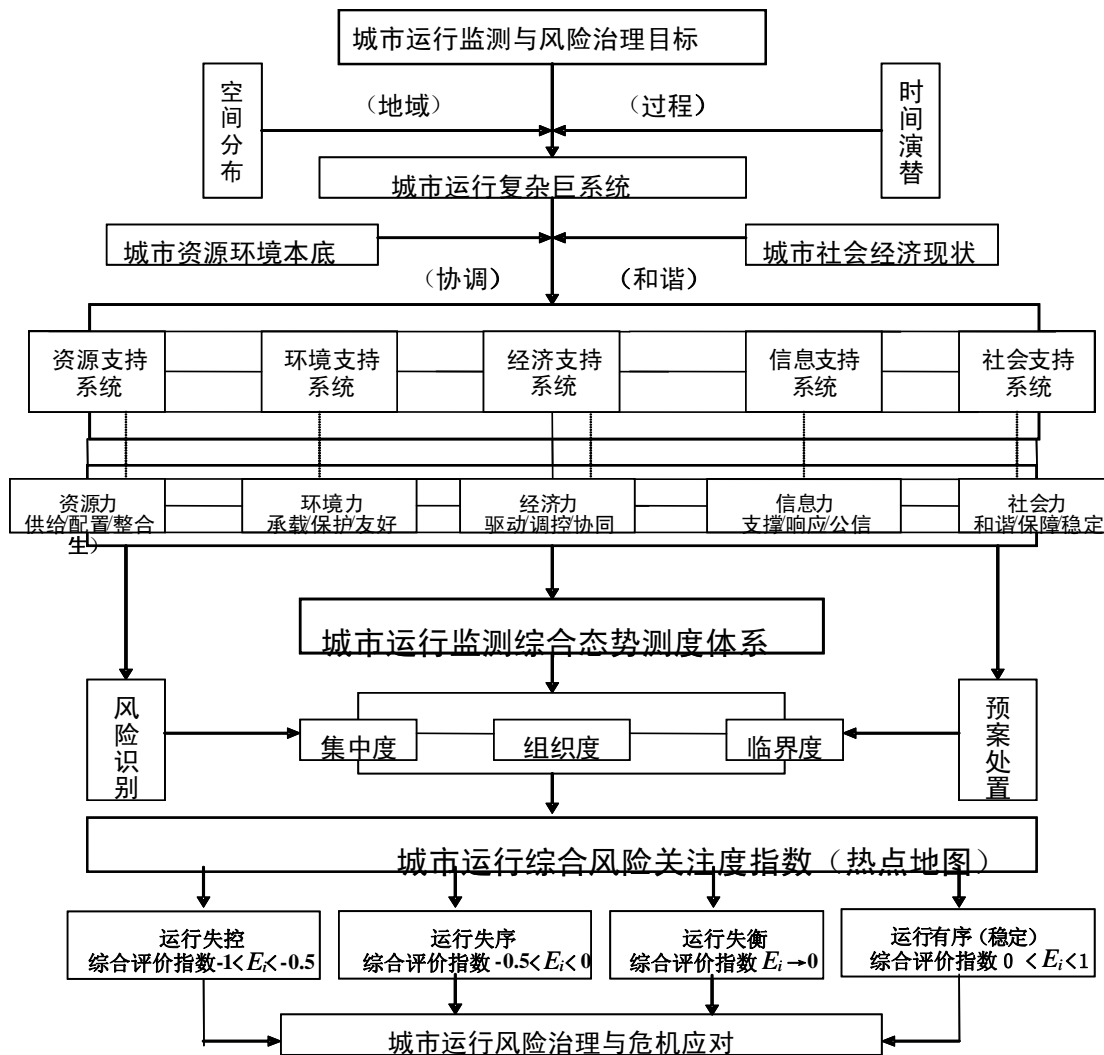 城市运行监测与风险治理目标
空间分布
(地域)
(过程)
时间演替
城市运行复杂巨系统
城市资源环境本底
城市社会经济现状
(协调)
(和谐)
资源支持
系统
环境支持
系统
经济支持
系统
信息支持
系统
社会支持
系统
资源力
供给/配置/整合
生)
环境力
承载/保护/友好
经济力
驱动/调控/协同
信息力
支撑/响应/公信
社会力
和谐/保障/稳定
城市运行监测综合态势测度体系
风险识别
集中度
组织度
临界度
预案处置
城市运行综合风险关注度指数(热点地图)
运行失控
综合评价指数-1<Ei<-0.5
运行失序
综合评价指数 -0.5<Ei<0
运行失衡
综合评价指数 Ei→0
运行有序(稳定)
综合评价指数 0 <Ei<1
城市运行风险治理与危机应对